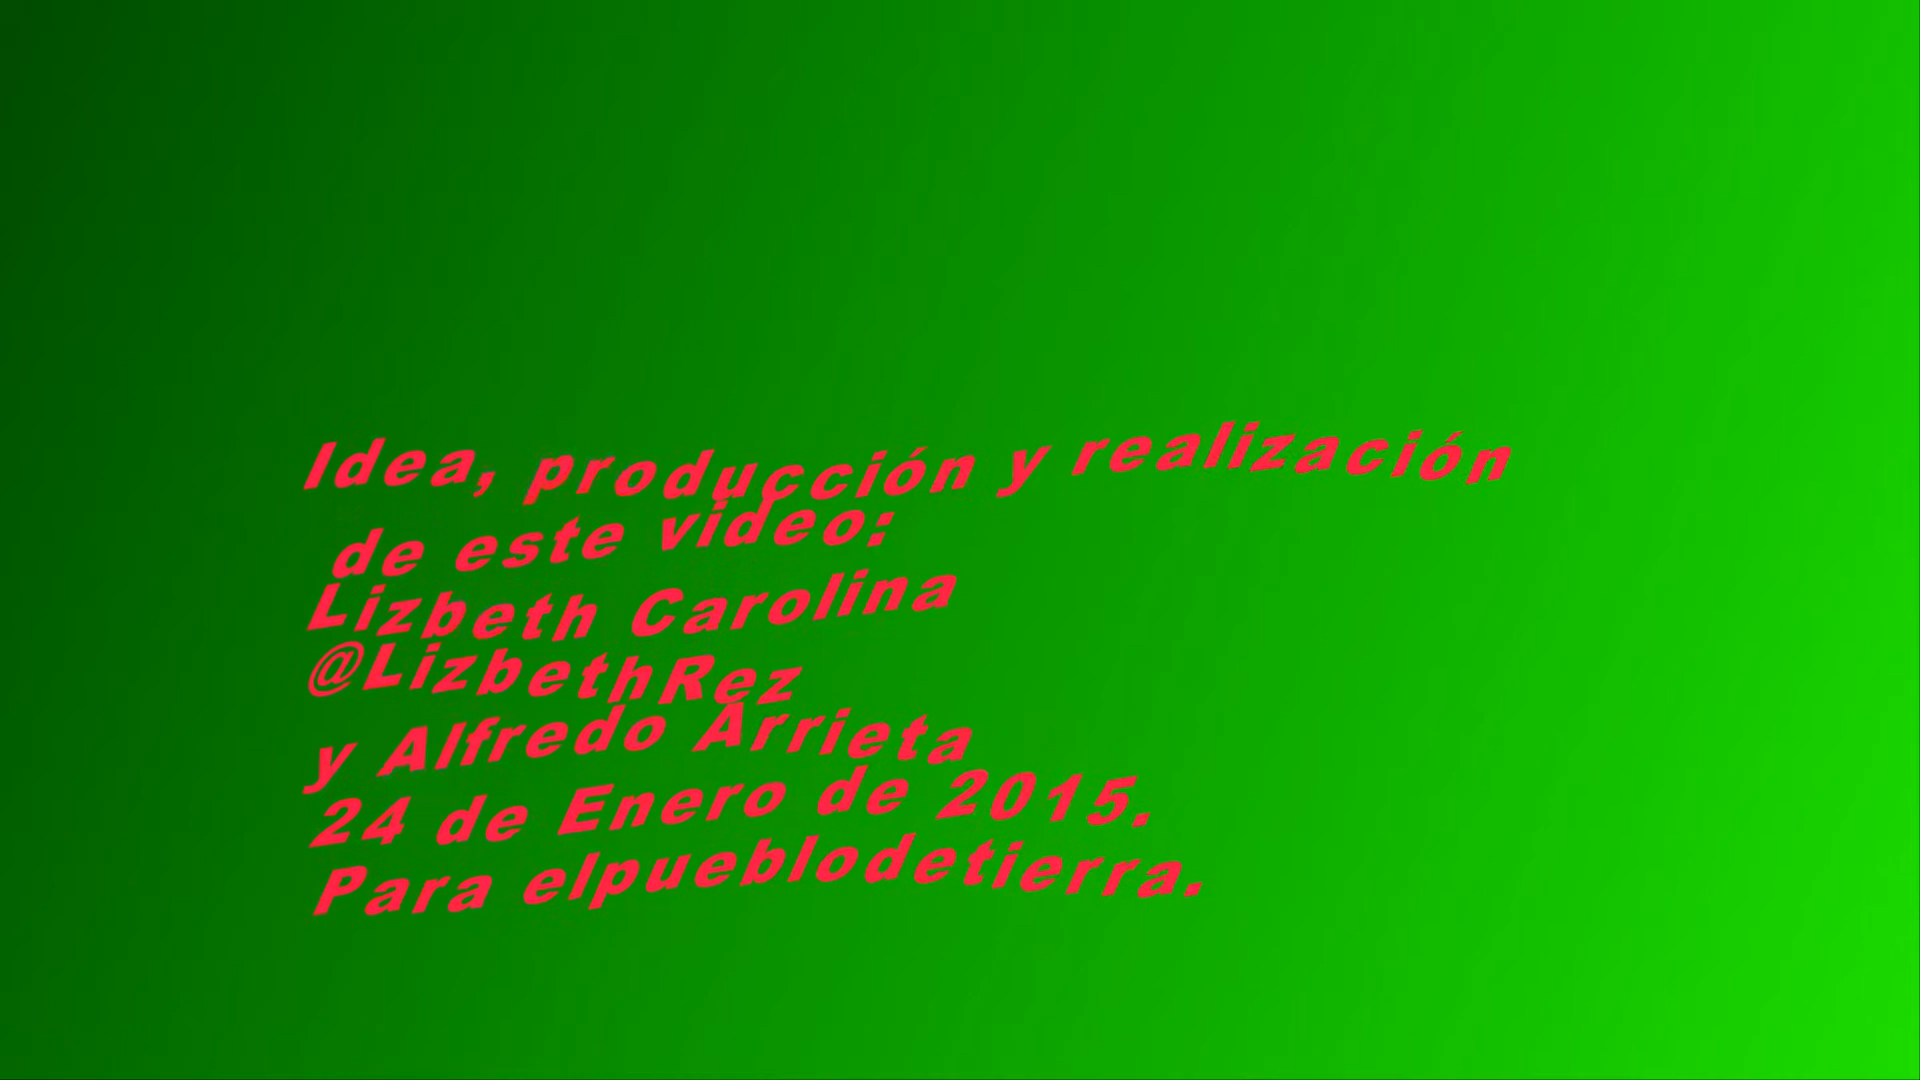 Idea, producción y realización
de este video:
Lizbeth Carolina
@LizbethRez
y Alfredo Arrieta
24 de Enero de 2015.
Para elpueblodetierra.